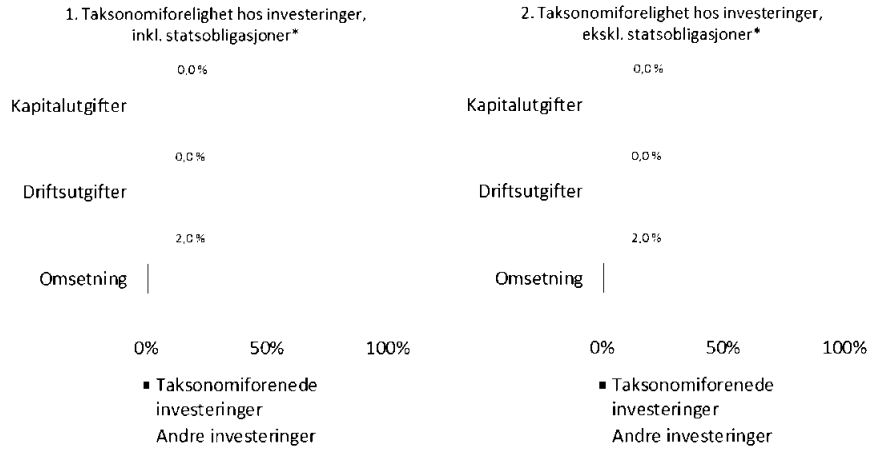 1. Taksonomiforelighet hos investeringer,
inkl. statsobligasjoner*
0,0%
Kapitalutgifter
0,0%
Driftsutgifter
2,0%
Omsetning
0% 50% 100%
Taksonomiforenede
investeringer
Andre investeringer
2. Taksonomiforelighet hos investeringer,
ekskl. statsobligasjoner*
0,0%
Kapitalutgifter
0,0%
Driftsutgifter
2,0%
Omsetning
0% 50% 100%
Taksonomiforenede
investeringer
Andre investeringer